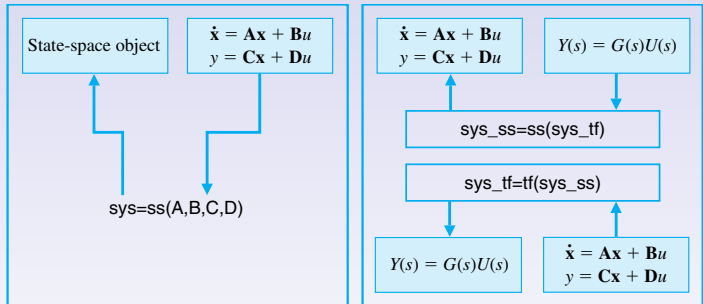 State-space object
ẋ = Ax + Bu
y = Cx + Du
sys=ss(A,B,C,D)
ẋ = Ax + Bu
y = Cx + Du
Y(s) = G(s)U(s)
sys_ss=ss(sys_tf)
sys_tf=tf(sys_ss)
Y(s) = G(s)U(s)
ẋ = Ax + Bu
y = Cx + Du